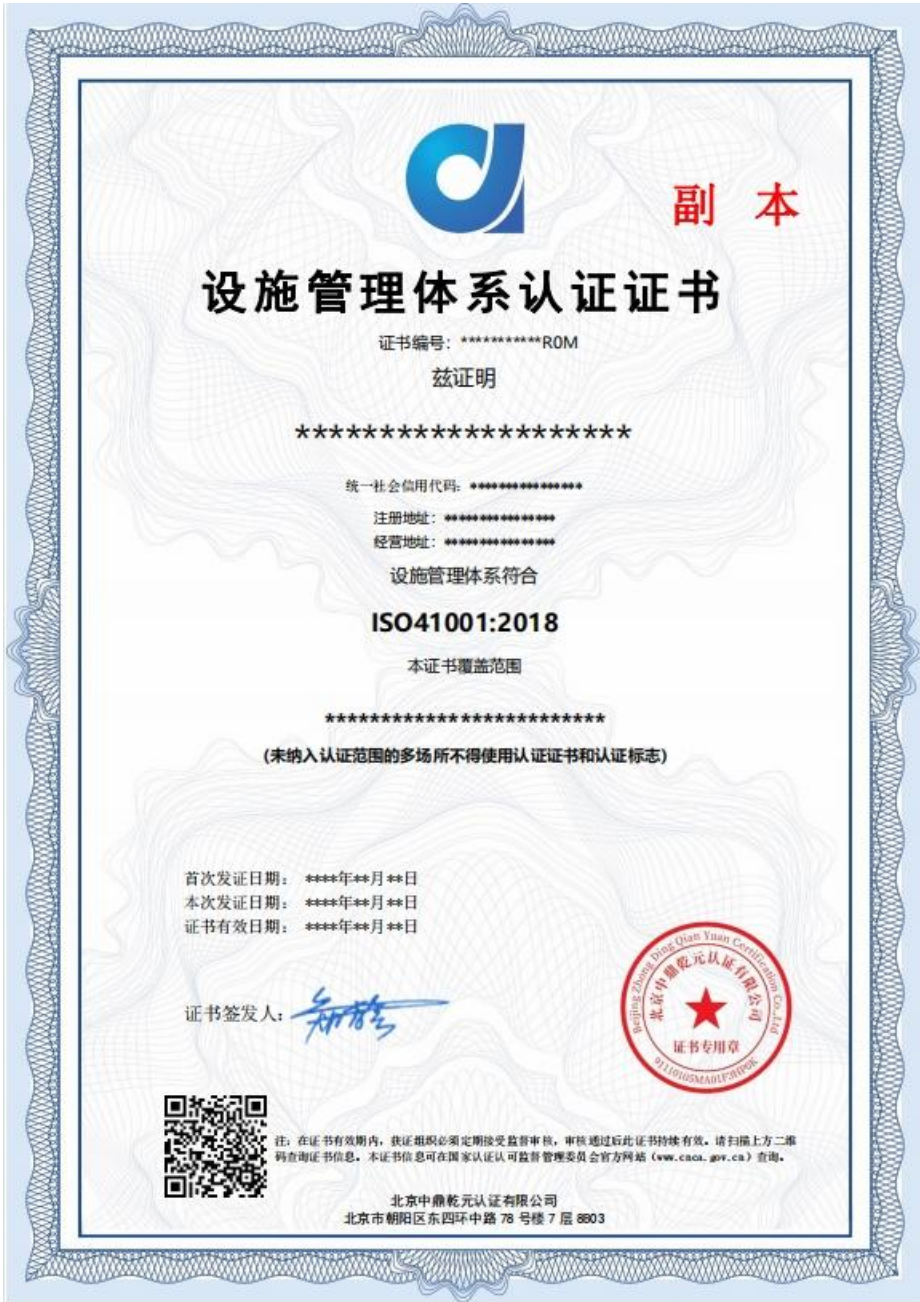 副 本
设施管理体系认证证书
证书编号：***********R0M
兹证明
********************
统一社会信用代码：****************
注册地址：****************
经营地址：****************
设施管理体系符合
ISO41001:2018
本证书覆盖范围
*************************
（未纳入认证范围的多场所不得使用认证证书和认证标志）
首次发证日期： ****年**月**日
本次发证日期： ****年**月**日
证书有效日期： ****年**月**日
证书签发人：
Beijing Zhong Ding Qian Yuan Certification Co.,Ltd
北京中鼎乾元认证有限公司
证书专用章
91110105MA01F3HP0K
注：在证书有效期内，获证组织必须定期接受监督审核，审核通过后此证书持续有效。请扫描上方二维
码查询证书信息。本证书信息可在国家认证认可监督管理委员会官方网站（www.cnca.gov.cn）查询。
北京中鼎乾元认证有限公司
北京市朝阳区东四环中路 78 号楼 7 层 8B03